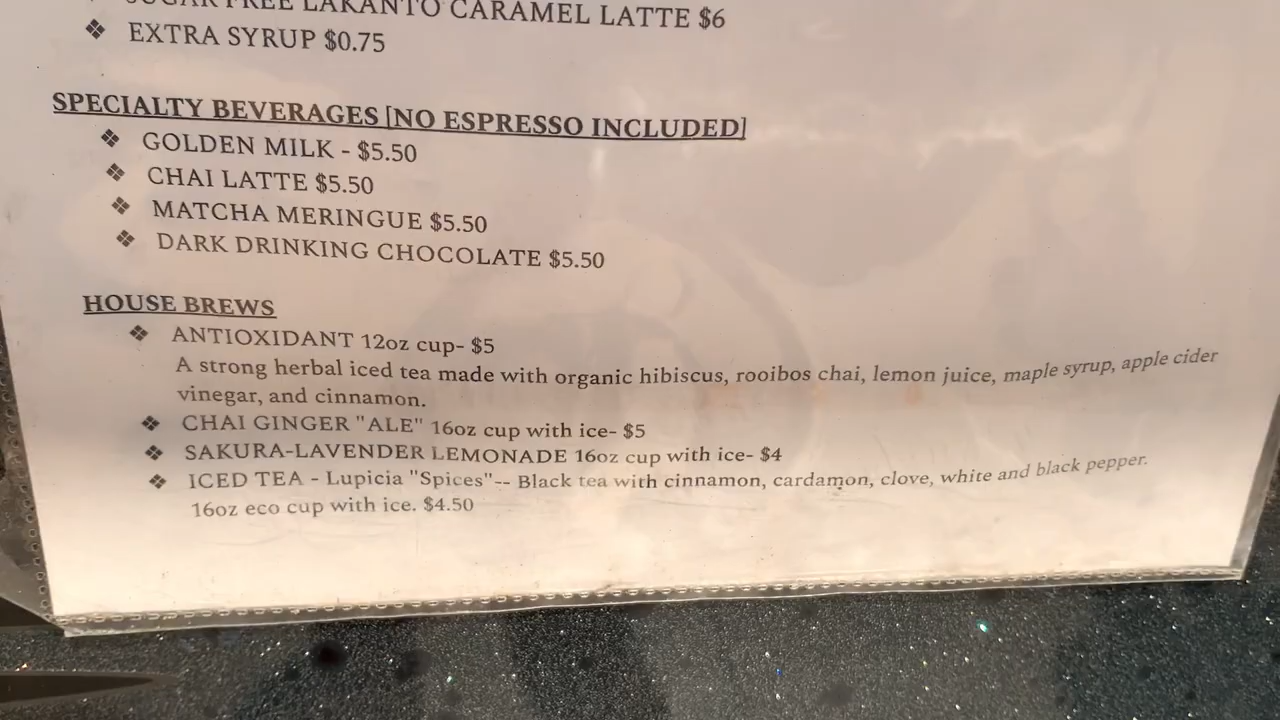 SUGAR FREE LAKANTO CARAMEL LATTE $6
❖ EXTRA SYRUP $0.75
SPECIALTY BEVERAGES [NO ESPRESSO INCLUDED]
❖ GOLDEN MILK - $5.50
❖ CHAI LATTE $5.50
❖ MATCHA MERINGUE $5.50
❖ DARK DRINKING CHOCOLATE $5.50
HOUSE BREWS
❖ ANTIOXIDANT 12oz cup- $5
A strong herbal iced tea made with organic hibiscus, rooibos chai, lemon juice, maple syrup, apple cider
vinegar, and cinnamon.
❖ CHAI GINGER "ALE" 16oz cup with ice- $5
❖ SAKURA-LAVENDER LEMONADE 16oz cup with ice- $4
❖ ICED TEA - Lupicia "Spices"-- Black tea with cinnamon, cardamon, clove, white and black pepper.
16oz eco cup with ice. $4.50